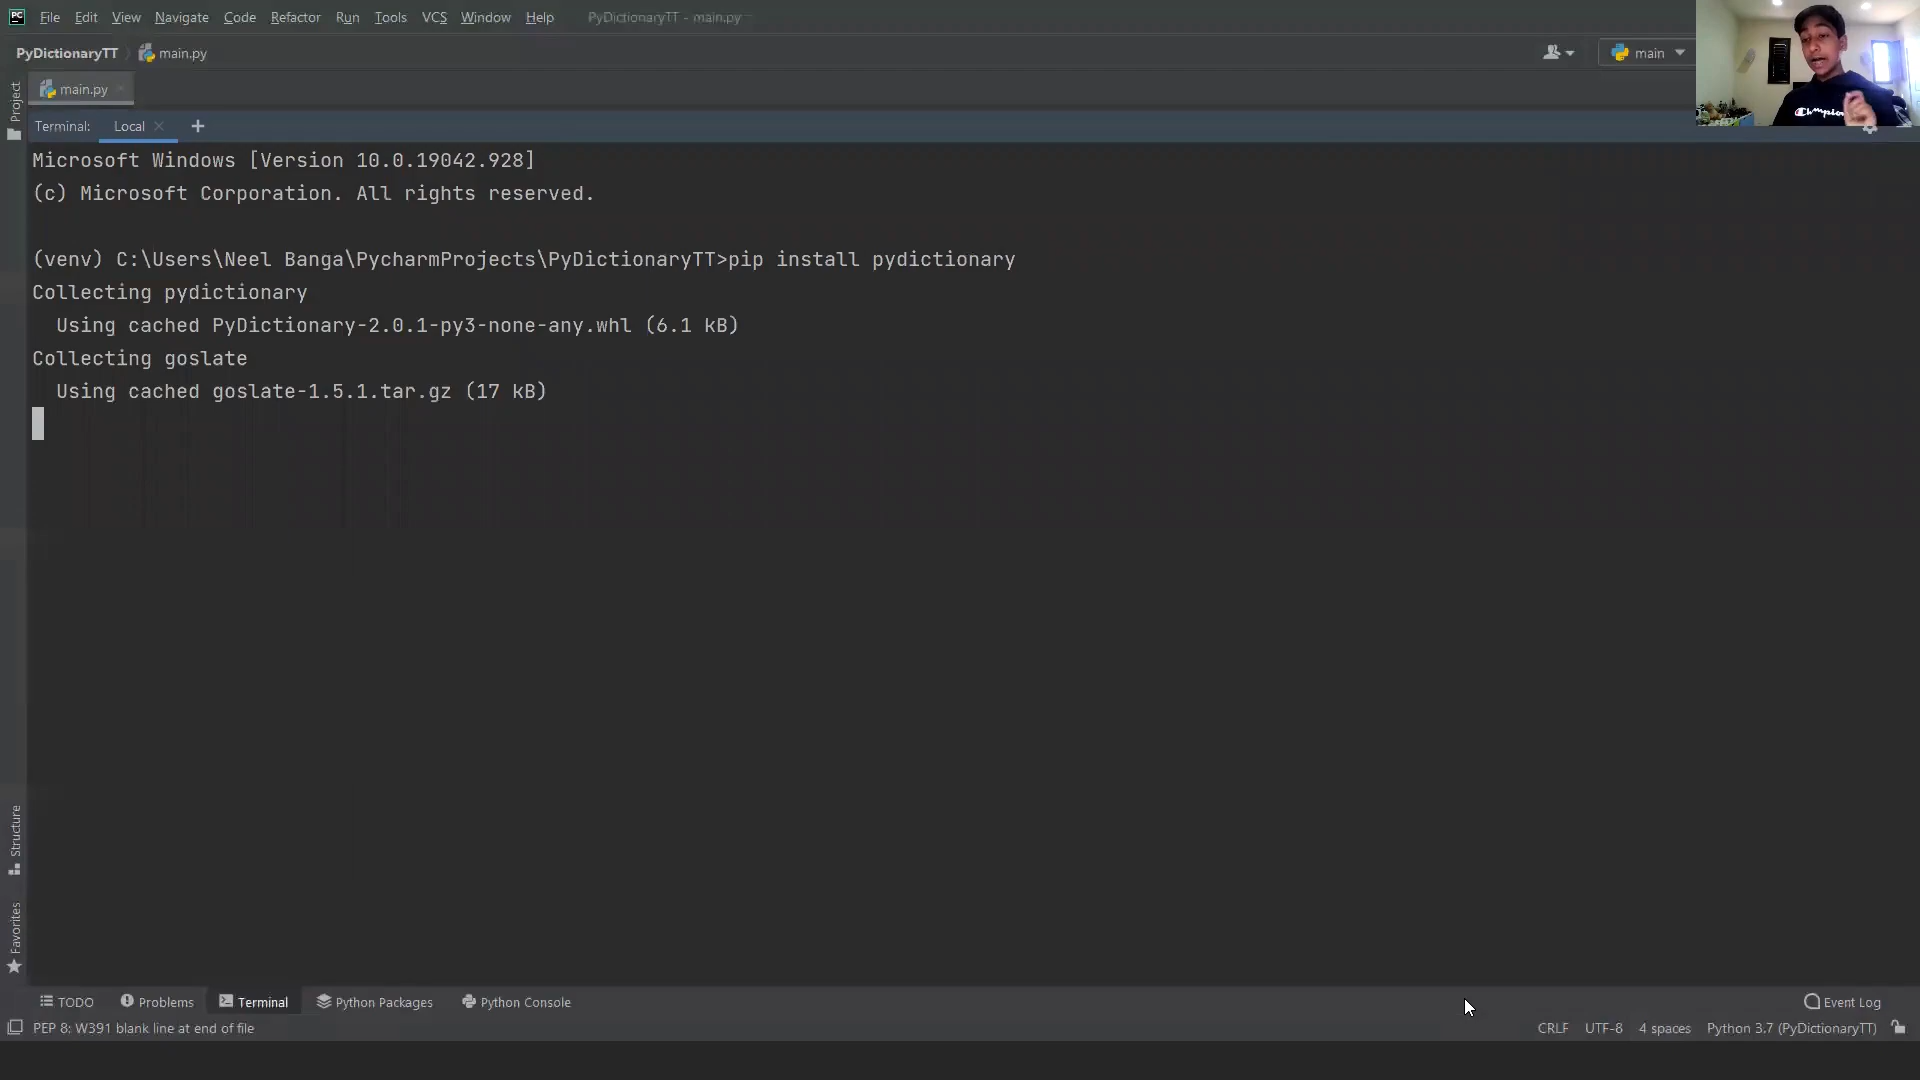 File Edit View Navigate Code Refactor Run Tools VCS Window Help PyDictionaryTT - main.py
PyDictionaryTT main.py main
main.py
Terminal: Local
Project
Champion
Microsoft Windows [Version 10.0.19042.928]
(c) Microsoft Corporation. All rights reserved.
(venv) C:\Users\Neel Banga\PycharmProjects\PyDictionaryTT>pip install pydictionary
Collecting pydictionary
Using cached PyDictionary-2.0.1-py3-none-any.whl (6.1 kB)
Collecting goslate
Using cached goslate-1.5.1.tar.gz (17 kB)
Structure
Favorites
TODO Problems Terminal Python Packages Python Console Event Log
PEP 8: W391 blank line at end of file CRLF UTF-8 4 spaces Python 3.7 (PyDictionaryTT)